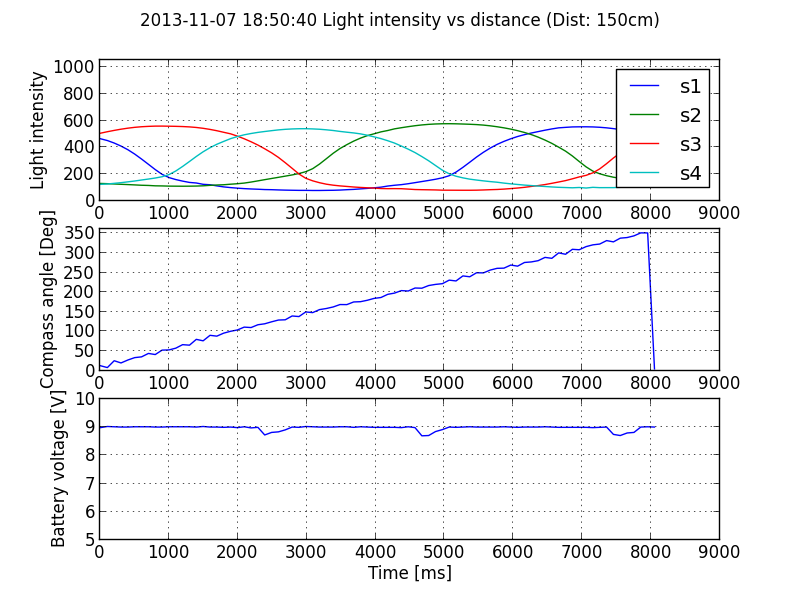 2013-11-07 18:50:40 Light intensity vs distance (Dist: 150cm)
Light intensity
1000
800
600
400
200
0
s1
s2
s3
s4
0 1000 2000 3000 4000 5000 6000 7000 8000 9000
Compass angle [Deg]
350
300
250
200
150
100
50
0
0 1000 2000 3000 4000 5000 6000 7000 8000 9000
Battery voltage [V]
10
9
8
7
6
5
0 1000 2000 3000 4000 5000 6000 7000 8000 9000
Time [ms]